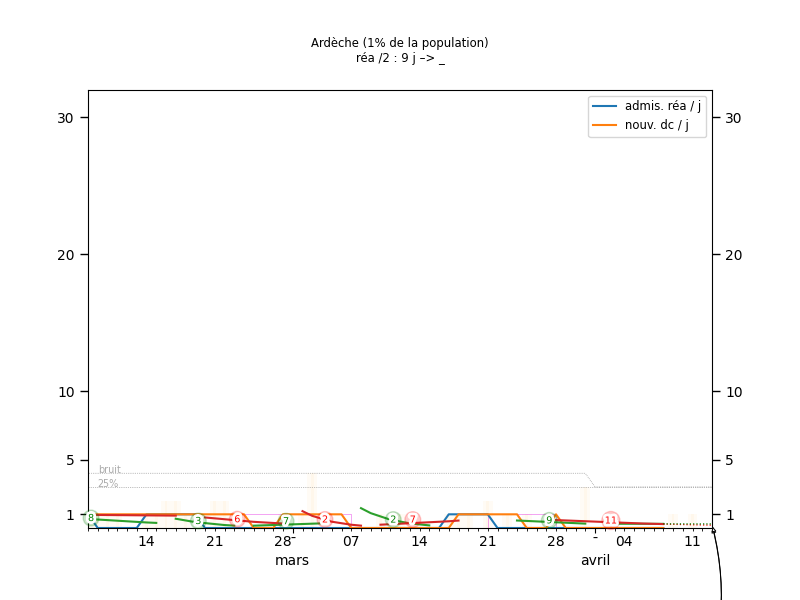 Ardèche (1% de la population)
réa /2 : 9 j –> _
admis. réa / j
nouv. dc / j
30 30
20 20
10 10
5 5
bruit
25%
1 1
8 3 6 7 2 2 7 9 11
14 21 28 07 14 21 28 04 11
mars avril